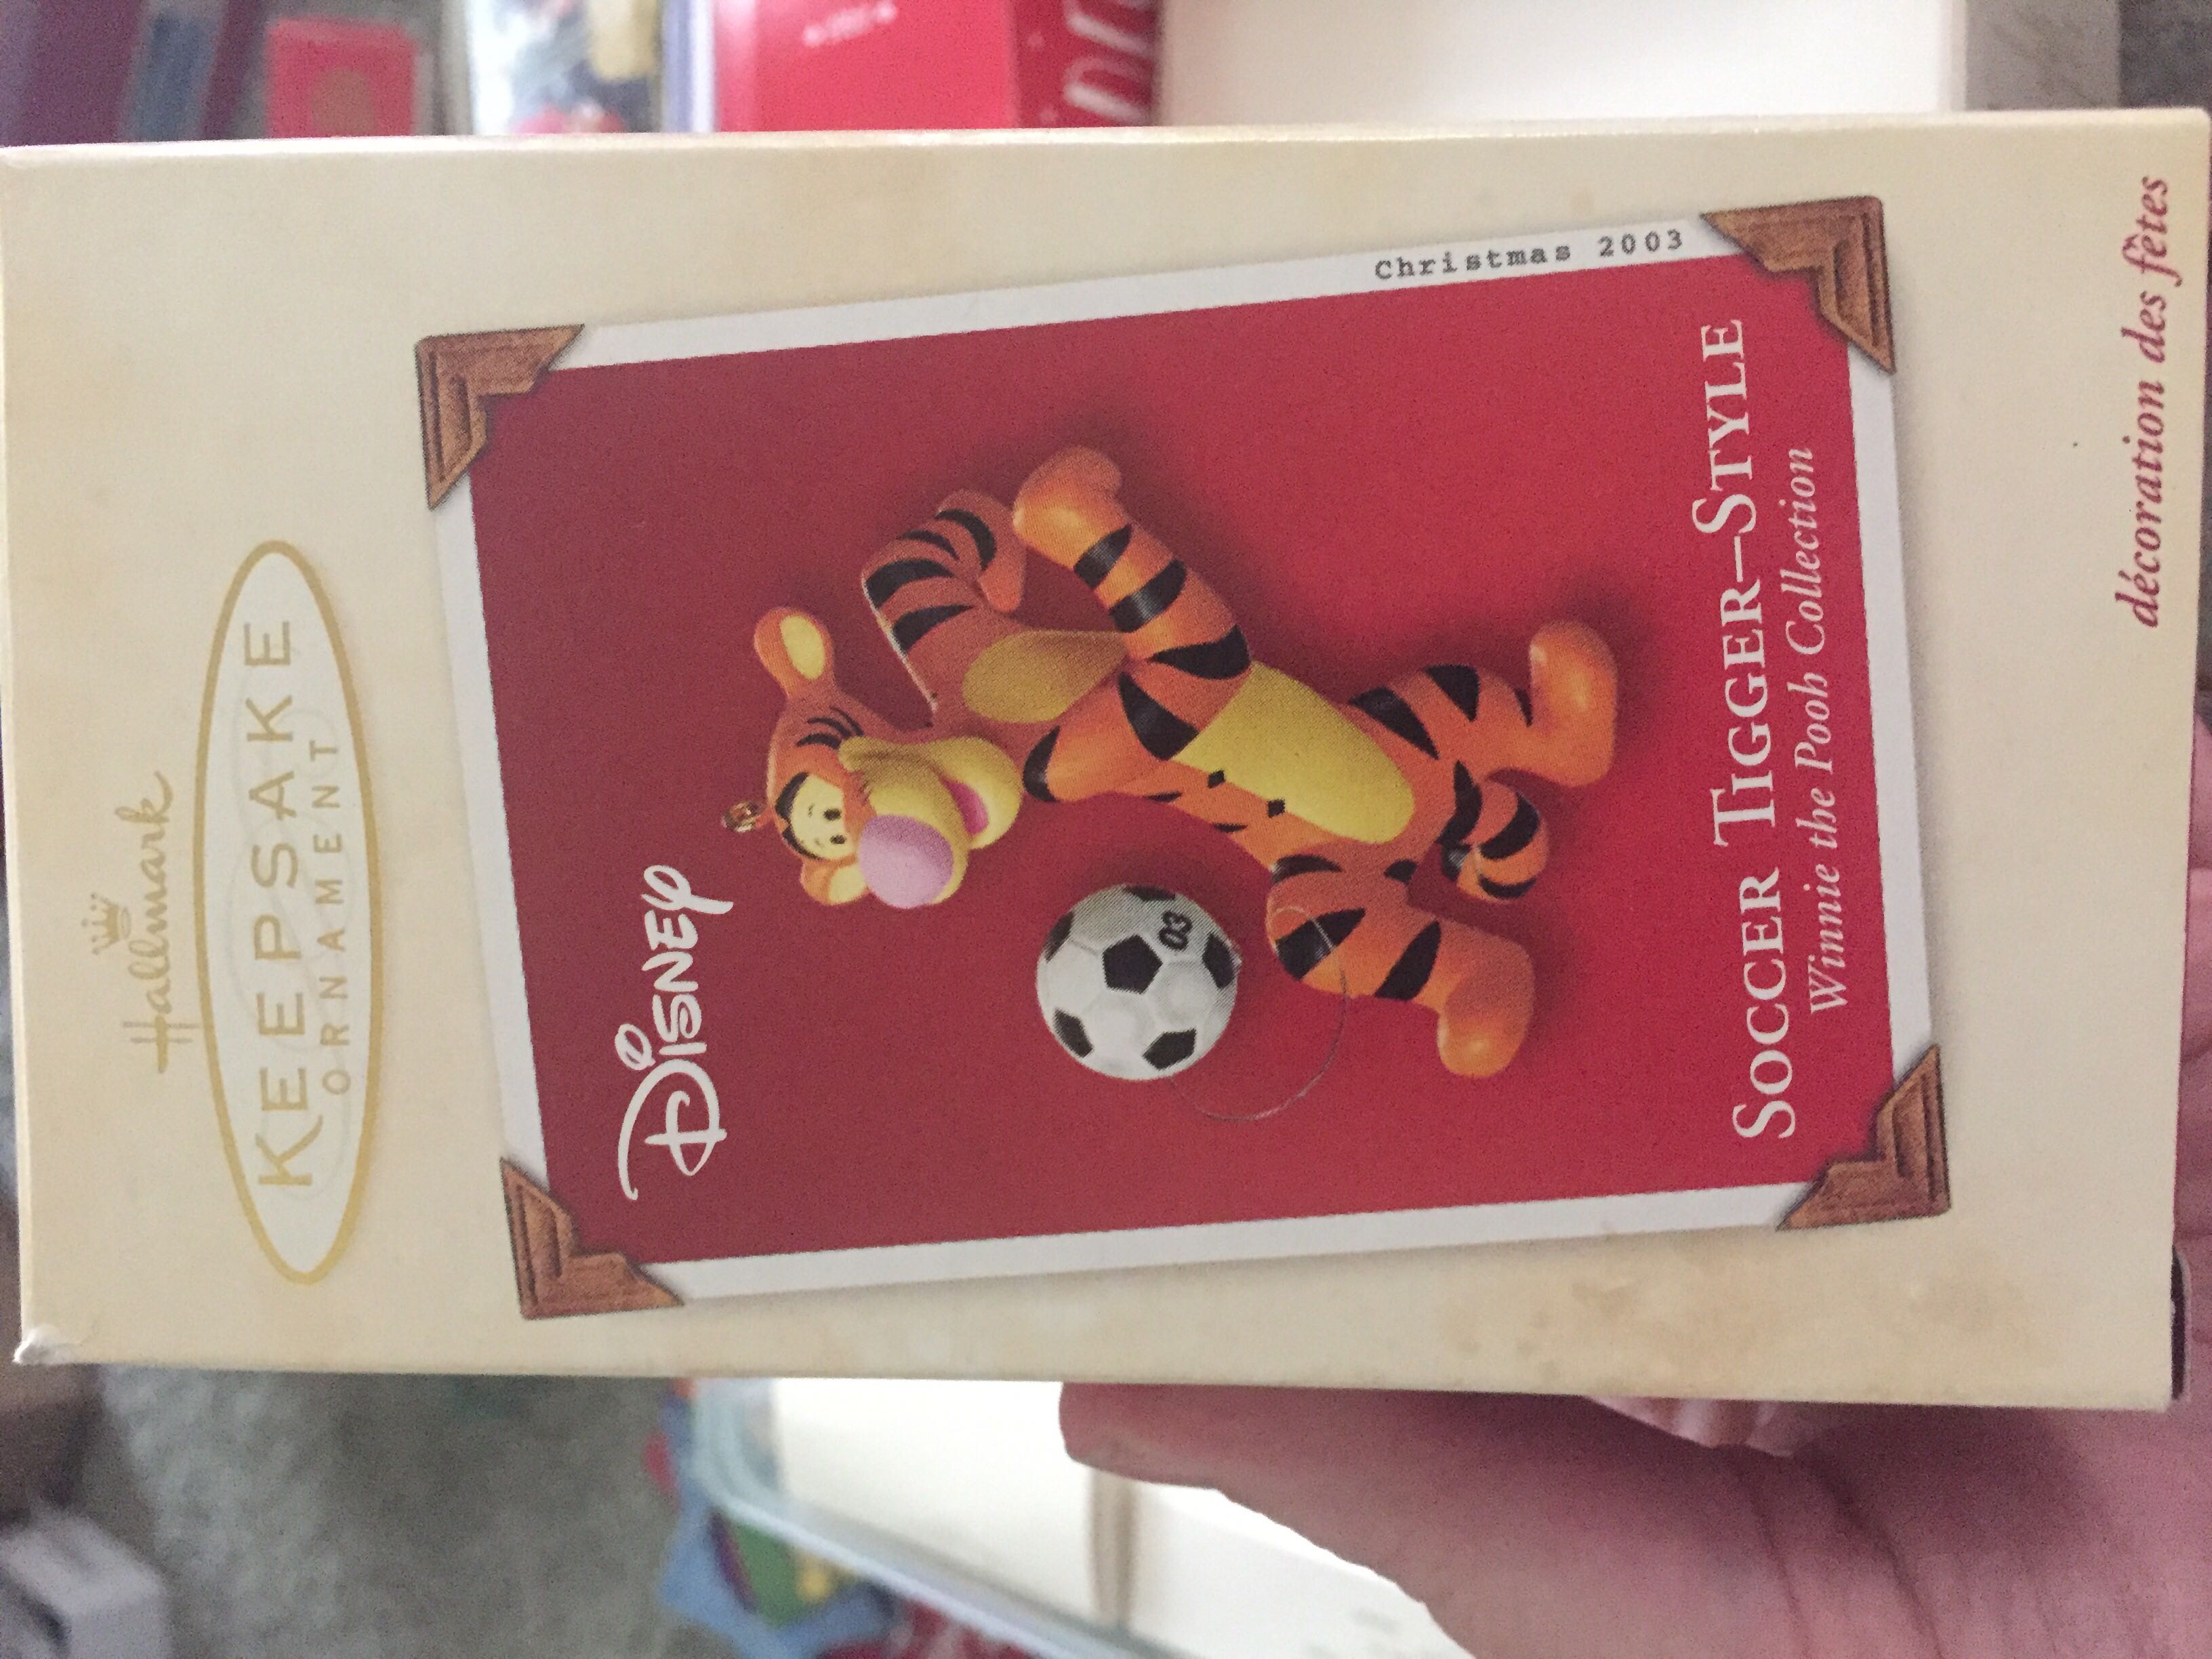 Hallmark
KEEPSAKE
ORNAMENT
Christmas 2003
DISNEY
03
SOCCER TIGGER–STYLE
Winnie the Pooh Collection
décoration des fêtes